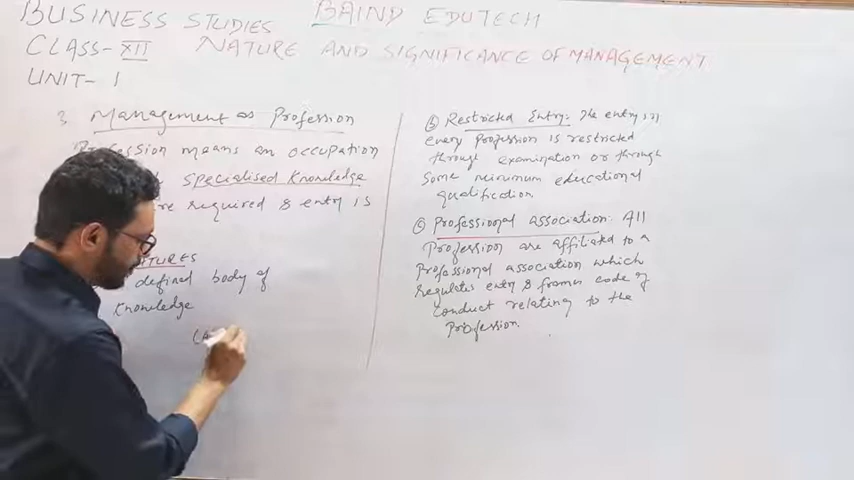 BUSINESS STUDIES BAIND EDUTECH
CLASS-XII NATURE AND SIGNIFICANCE OF MANAGEMENT
UNIT-1
3. Management as Profession
Profession means an occupation
SPECIALISED Knowledge
are required & entry is
defined body of
Knowledge
(b) Restricted Entry: The entry in
every profession is restricted
through examination or through
Some minimum educational
qualification.
(c) Professional association: All
Profession are affiliated to a
Professional association which
regulates entry & frames code of
conduct relating to the
Profession.